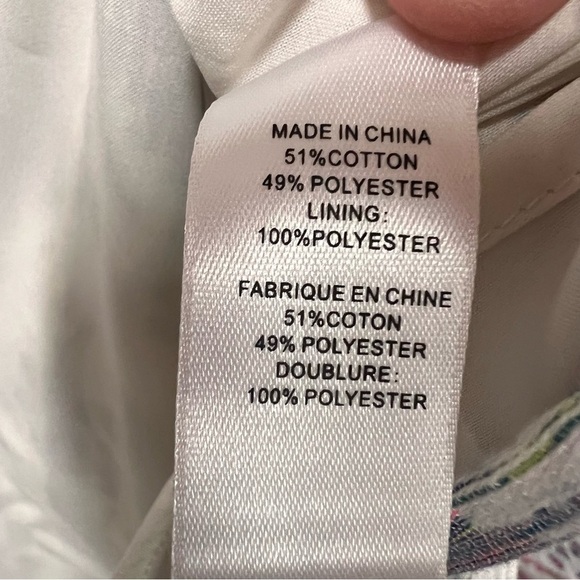 MADE IN CHINA
51%COTTON
49% POLYESTER
LINING:
100%POLYESTER
FABRIQUE EN CHINE
51%COTON
49% POLYESTER
DOUBLURE:
100% POLYESTER